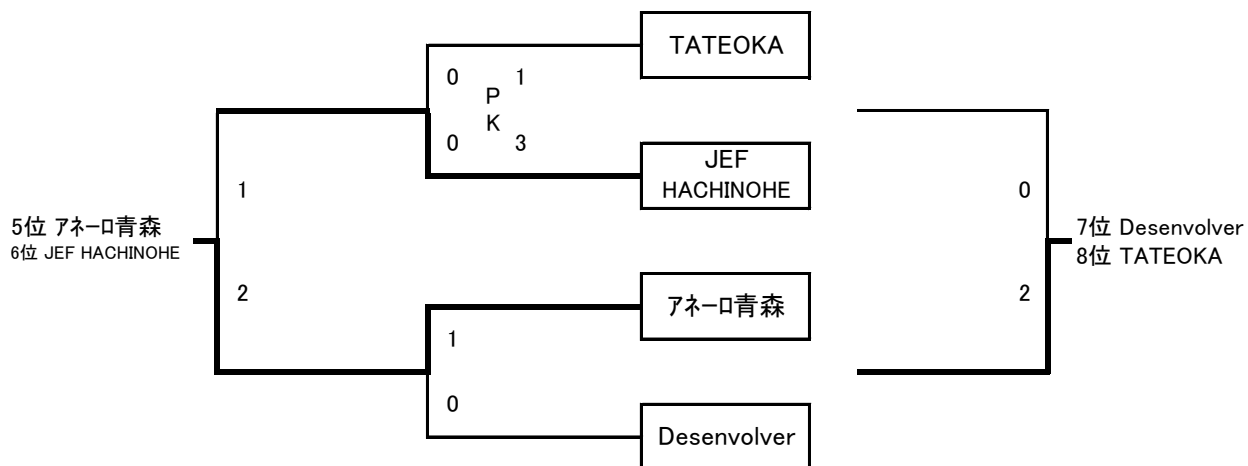 TATEOKA
0 1
P
K
0 3
JEF
HACHINOHE
1
0
5位 アネーロ青森
6位 JEF HACHINOHE
7位 Desenvolver
8位 TATEOKA
2
2
アネーロ青森
1
0
Desenvolver